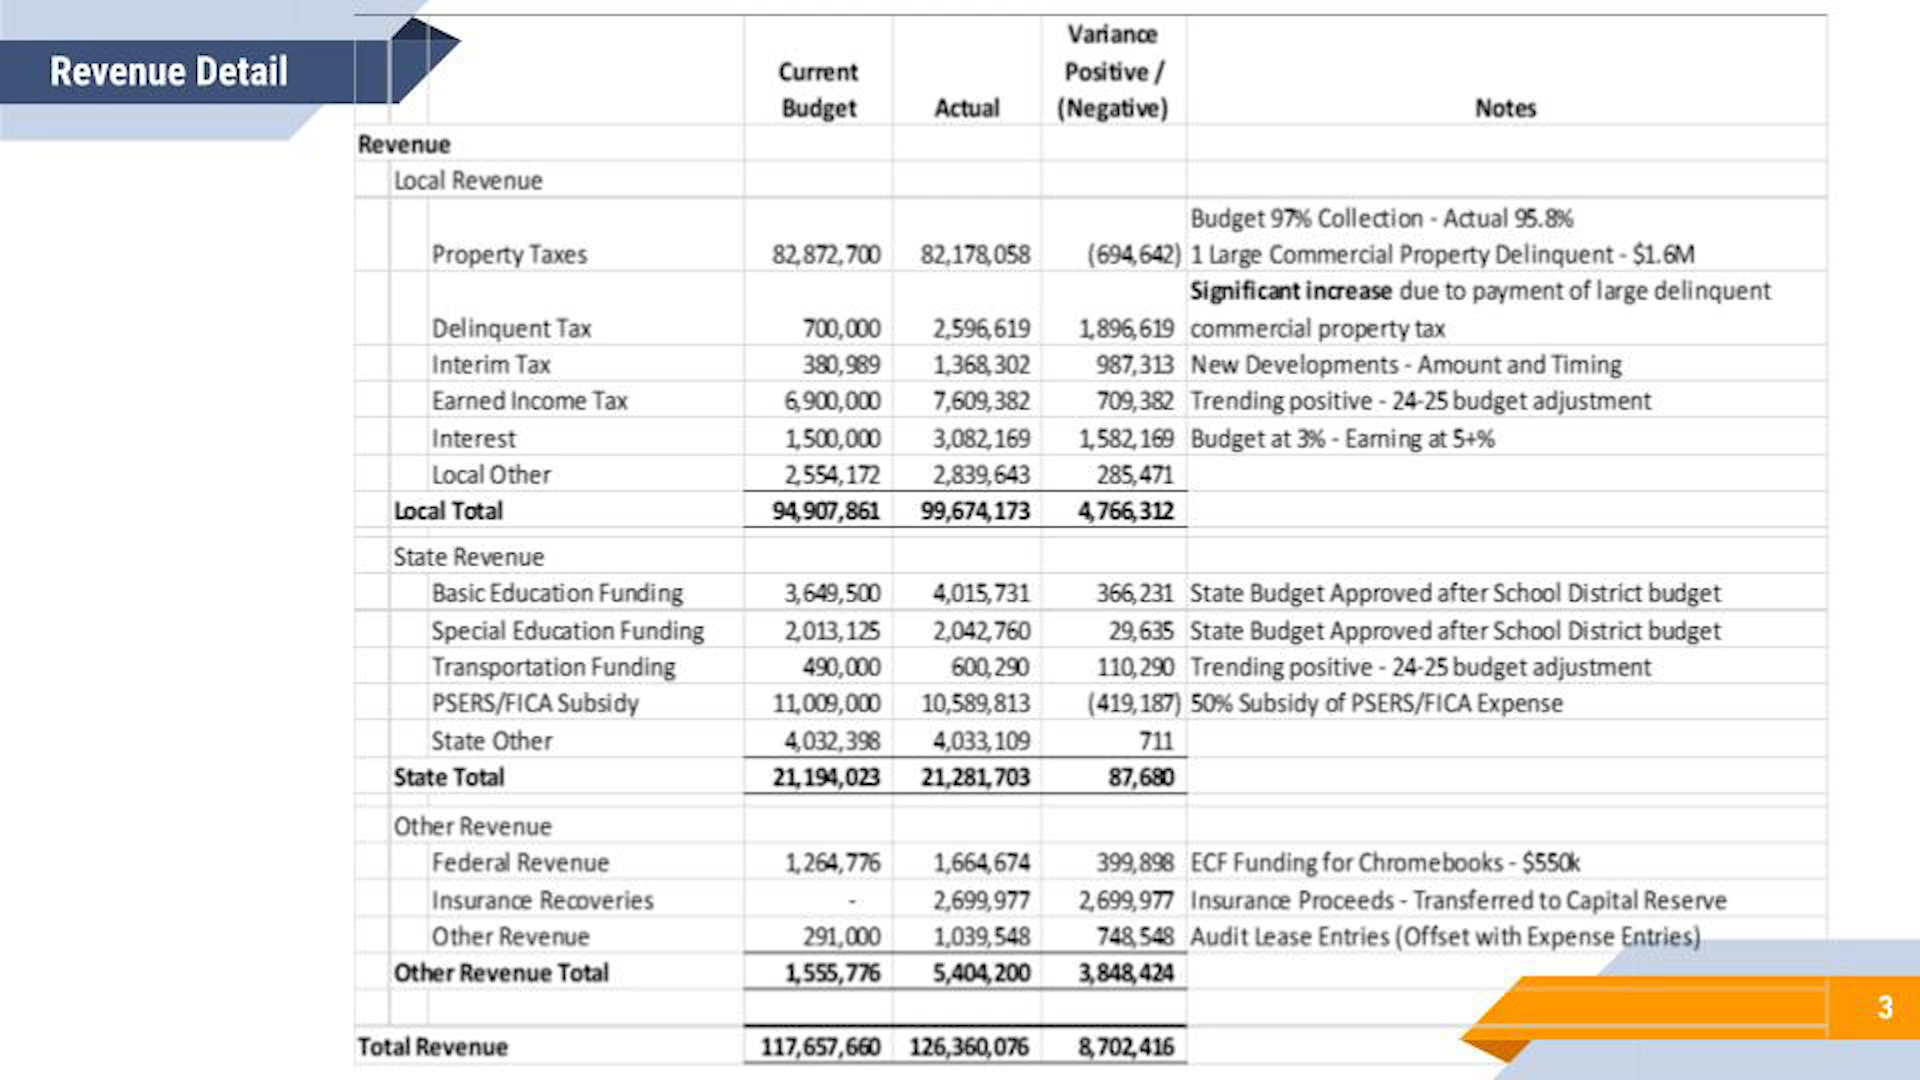 Revenue Detail
Current Budget Actual Variance Positive / (Negative) Notes
Revenue
Local Revenue
Property Taxes 82,872,700 82,178,058 (694,642) Budget 97% Collection - Actual 95.8%
1 Large Commercial Property Delinquent - $1.6M
Delinquent Tax 700,000 2,596,619 1,896,619 Significant increase due to payment of large delinquent
commercial property tax
Interim Tax 380,989 1,368,302 987,313 New Developments - Amount and Timing
Earned Income Tax 6,900,000 7,609,382 709,382 Trending positive - 24-25 budget adjustment
Interest 1,500,000 3,082,169 1,582,169 Budget at 3% - Earning at 5+%
Local Other 2,554,172 2,839,643 285,471
Local Total 94,907,861 99,674,173 4,766,312
State Revenue
Basic Education Funding 3,649,500 4,015,731 366,231 State Budget Approved after School District budget
Special Education Funding 2,013,125 2,042,760 29,635 State Budget Approved after School District budget
Transportation Funding 490,000 600,290 110,290 Trending positive - 24-25 budget adjustment
PSERS/FICA Subsidy 11,009,000 10,589,813 (419,187) 50% Subsidy of PSERS/FICA Expense
State Other 4,032,398 4,033,109 711
State Total 21,194,023 21,281,703 87,680
Other Revenue
Federal Revenue 1,264,776 1,664,674 399,898 ECF Funding for Chromebooks - $550k
Insurance Recoveries - 2,699,977 2,699,977 Insurance Proceeds - Transferred to Capital Reserve
Other Revenue 291,000 1,039,548 748,548 Audit Lease Entries (Offset with Expense Entries)
Other Revenue Total 1,555,776 5,404,200 3,848,424
Total Revenue 117,657,660 126,360,076 8,702,416
3